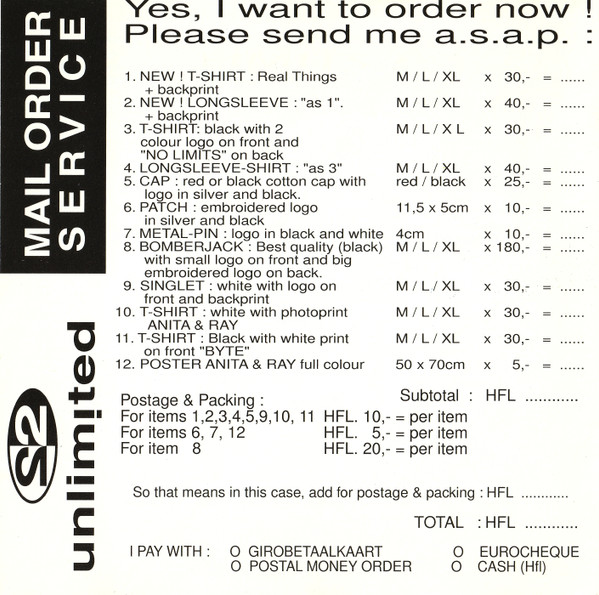 MAIL ORDER
SERVICE
2 unlimited
Yes, I want to order now !
Please send me a.s.a.p. :
1. NEW ! T-SHIRT : Real Things M / L / XL x 30,- = ......
+ backprint
2. NEW ! LONGSLEEVE : "as 1". M / L / XL x 40,- = ......
+ backprint
3. T-SHIRT: black with 2 M / L / X L x 30,- = ......
colour logo on front and
"NO LIMITS" on back
4. LONGSLEEVE-SHIRT : "as 3" M / L / XL x 40,- = ......
5. CAP : red or black cotton cap with red / black x 25,- = ......
logo in silver and black.
6. PATCH : embroidered logo 11,5 x 5cm x 10,- = ......
in silver and black
7. METAL-PIN : logo in black and white 4cm x 10,- = ......
8. BOMBERJACK : Best quality (black) M / L / XL x 180,- = ......
with small logo on front and big
embroidered logo on back.
9. SINGLET : white with logo on M / L / XL x 30,- = ......
front and backprint
10. T-SHIRT : white with photoprint M / L / XL x 30,- = ......
ANITA & RAY
11. T-SHIRT : Black with white print M / L / XL x 30,- = ......
on front "BYTE"
12. POSTER ANITA & RAY full colour 50 x 70cm x 5,- = ......
Subtotal : HFL ............
Postage & Packing :
For items 1,2,3,4,5,9,10, 11 HFL. 10,- = per item
For items 6, 7, 12 HFL. 5,- = per item
For item 8 HFL. 20,- = per item
So that means in this case, add for postage & packing : HFL ............
TOTAL : HFL ............
I PAY WITH : O GIROBETAALKAART O EUROCHEQUE
O POSTAL MONEY ORDER O CASH (Hfl)